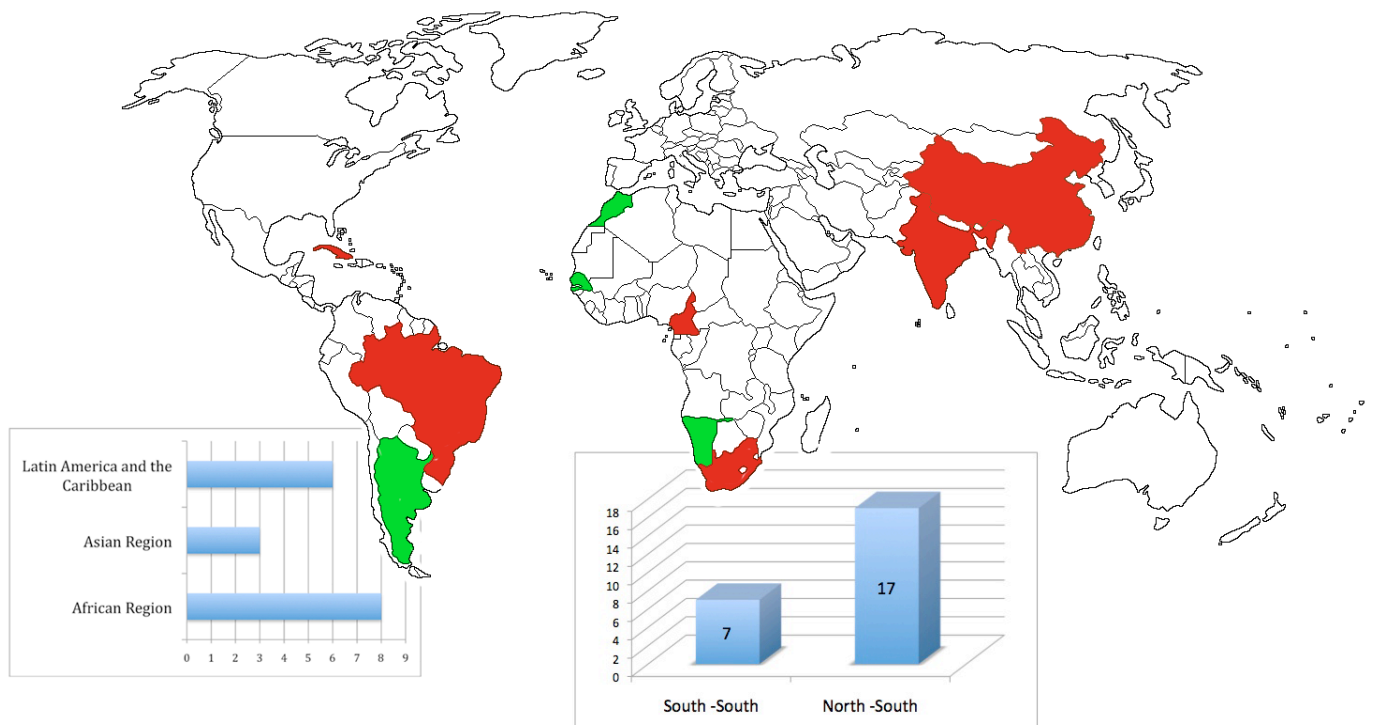 Latin America and the
Caribbean
Asian Region
African Region
0 1 2 3 4 5 6 7 8 9
18
16
14
12
10
8
6
4
2
0
7
17
South -South
North -South